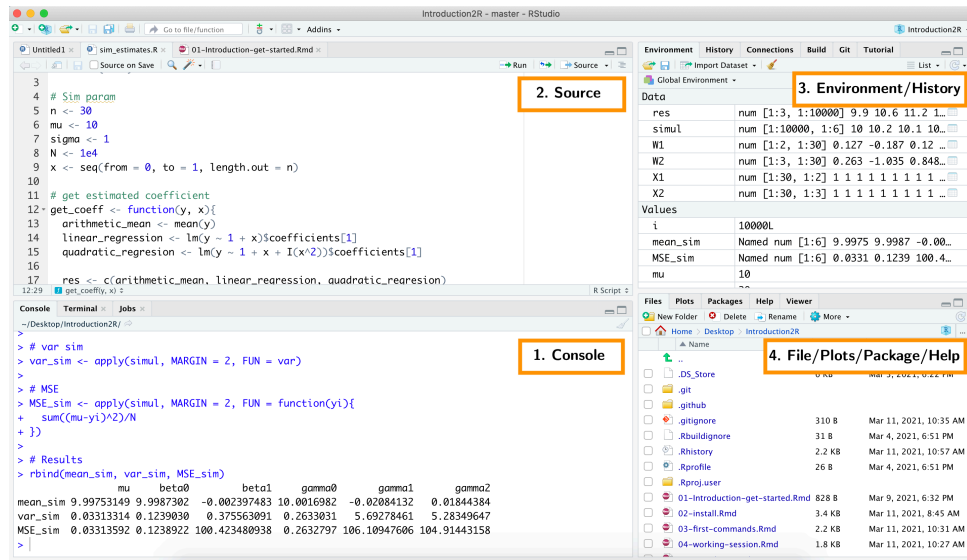 Introduction2R - master - RStudio
Go to file/function Addins Introduction2R
Untitled1 sim_estimates.R 01-Introduction-get-started.Rmd
Source on Save Run Source
2. Source
3
4 # Sim param
5 n <- 30
6 mu <- 10
7 sigma <- 1
8 N <- 1e4
9 x <- seq(from = 0, to = 1, length.out = n)
10
11 # get estimated coefficient
12 get_coeff <- function(y, x){
13 arithmetic_mean <- mean(y)
14 linear_regression <- lm(y ~ 1 + x)$coefficients[1]
15 quadratic_regresion <- lm(y ~ 1 + x + I(x^2))$coefficients[1]
16
17 res <- c(arithmetic_mean, linear_regression, quadratic_regresion)
12:29 get_coeff(y, x) R Script
Console Terminal Jobs
~/Desktop/Introduction2R/
1. Console
>
> # var sim
> var_sim <- apply(simul, MARGIN = 2, FUN = var)
>
> # MSE
> MSE_sim <- apply(simul, MARGIN = 2, FUN = function(yi){
+ sum((mu-yi)^2)/N
+ })
>
> # Results
> rbind(mean_sim, var_sim, MSE_sim)
mu beta0 beta1 gamma0 gamma1 gamma2
mean_sim 9.99753149 9.9987302 -0.002397483 10.0016982 -0.02084132 0.01844384
var_sim 0.03313314 0.1239030 0.375563091 0.2633031 5.69278461 5.28349647
MSE_sim 0.03313592 0.1238922 100.423480938 0.2632797 106.10947606 104.91443158
>
Environment History Connections Build Git Tutorial
Import Dataset List
Global Environment
3. Environment/History
Data
res num [1:3, 1:10000] 9.9 10.6 11.2 1…
simul num [1:10000, 1:6] 10 10.2 10.1 10…
W1 num [1:2, 1:30] 0.127 -0.187 0.12 …
W2 num [1:3, 1:30] 0.263 -1.035 0.848…
X1 num [1:30, 1:2] 1 1 1 1 1 1 1 1 1 …
X2 num [1:30, 1:3] 1 1 1 1 1 1 1 1 1 …
Values
i 10000L
mean_sim Named num [1:6] 9.9975 9.9987 -0.00…
MSE_sim Named num [1:6] 0.0331 0.1239 100.4…
mu 10
Files Plots Packages Help Viewer
New Folder Delete Rename More
Home Desktop Introduction2R ...
Name
4. File/Plots/Package/Help
..
.DS_Store
.git
.github
.gitignore 310 B Mar 11, 2021, 10:35 AM
.Rbuildignore 31 B Mar 4, 2021, 6:51 PM
.Rhistory 2.2 KB Mar 11, 2021, 10:57 AM
.Rprofile 26 B Mar 4, 2021, 6:51 PM
.Rproj.user
01-Introduction-get-started.Rmd 828 B Mar 9, 2021, 6:32 PM
02-install.Rmd 3.4 KB Mar 11, 2021, 8:45 AM
03-first-commands.Rmd 2.2 KB Mar 11, 2021, 10:31 AM
04-working-session.Rmd 1.8 KB Mar 11, 2021, 10:27 AM